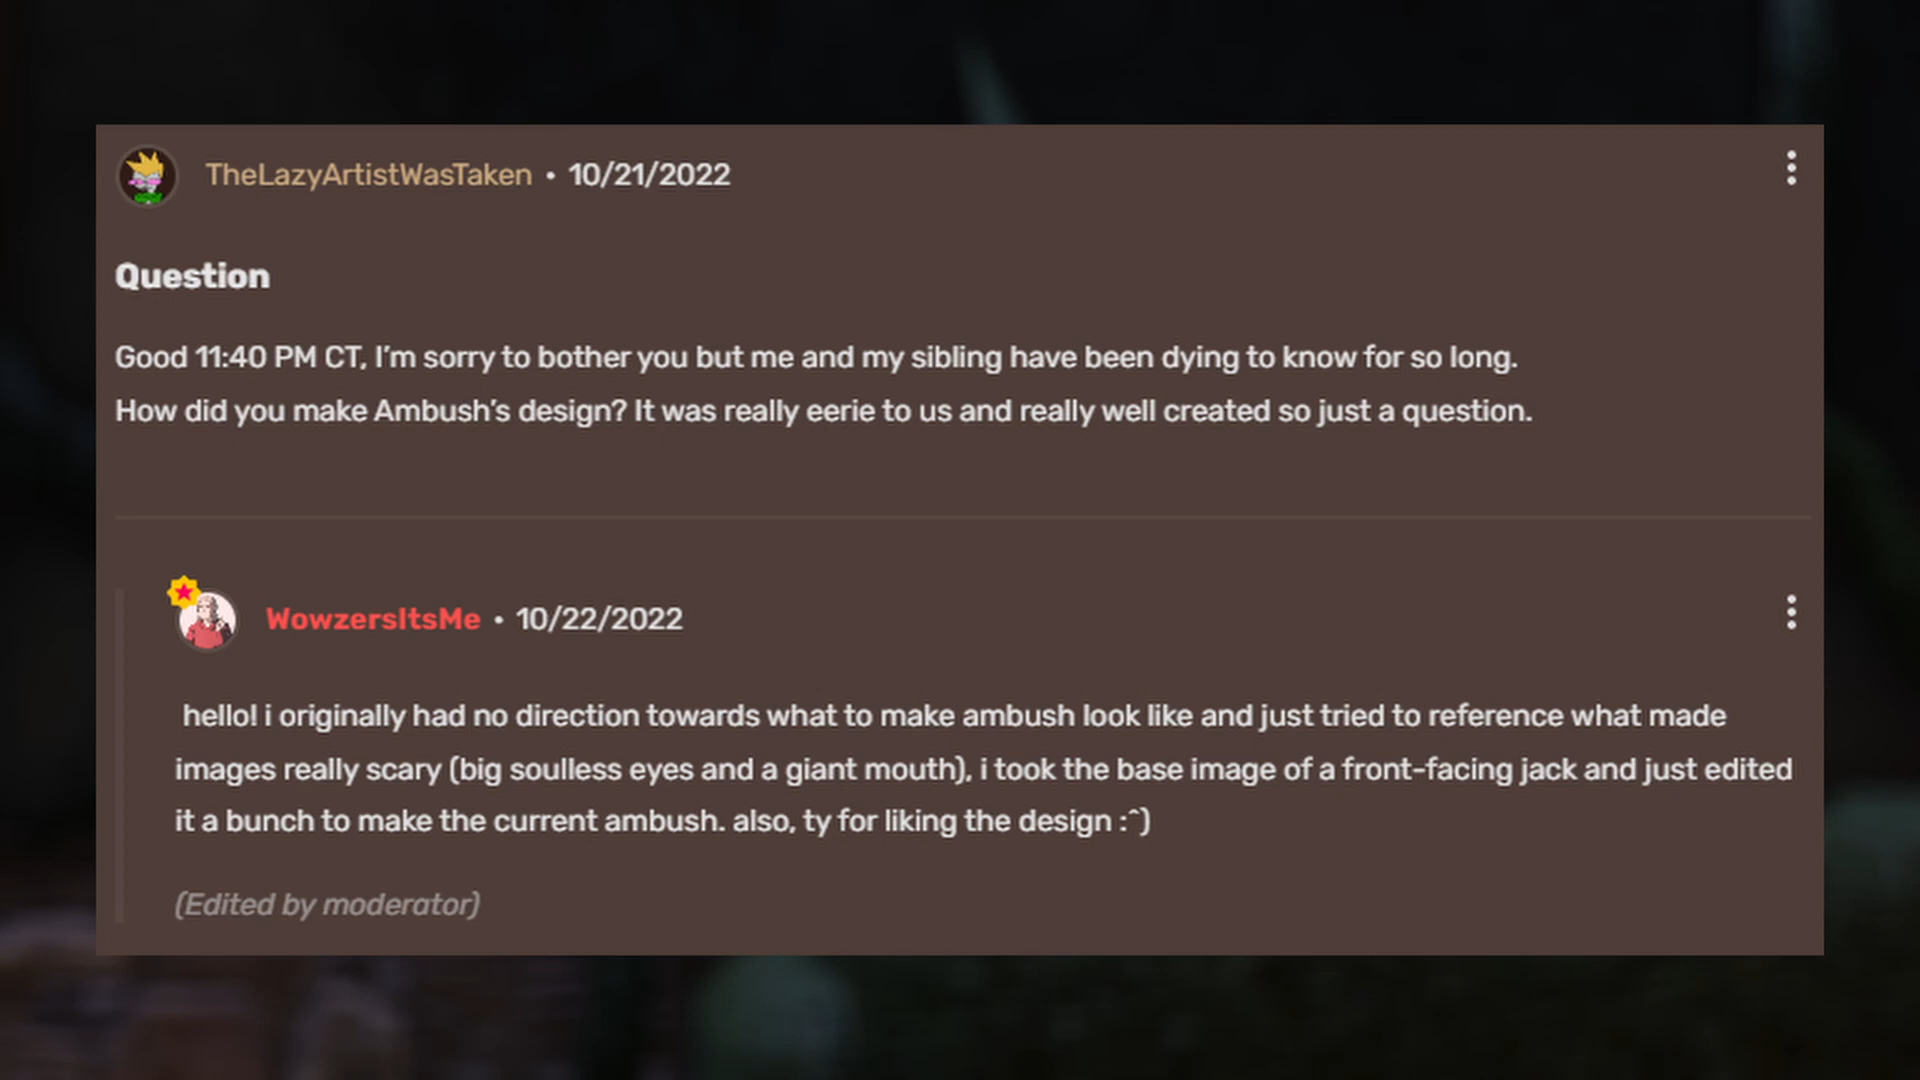 TheLazyArtistWasTaken • 10/21/2022
Question
Good 11:40 PM CT, I'm sorry to bother you but me and my sibling have been dying to know for so long.
How did you make Ambush's design? It was really eerie to us and really well created so just a question.
WowzersItsMe • 10/22/2022
hello! i originally had no direction towards what to make ambush look like and just tried to reference what made
images really scary (big soulless eyes and a giant mouth), i took the base image of a front-facing jack and just edited
it a bunch to make the current ambush. also, ty for liking the design :^)
(Edited by moderator)